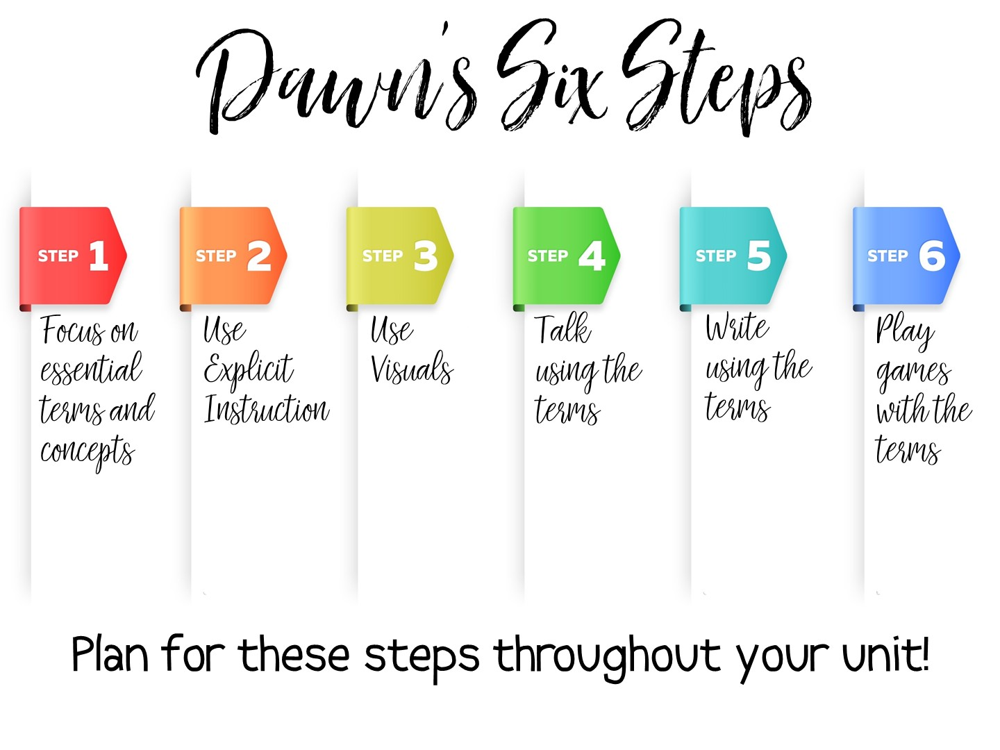 Dawn's Six Steps
STEP 1
Focus on
essential
terms and
concepts
STEP 2
Use
Explicit
Instruction
STEP 3
Use
Visuals
STEP 4
Talk
using the
terms
STEP 5
Write
using the
terms
STEP 6
Play
games
with the
terms
Plan for these steps throughout your unit!